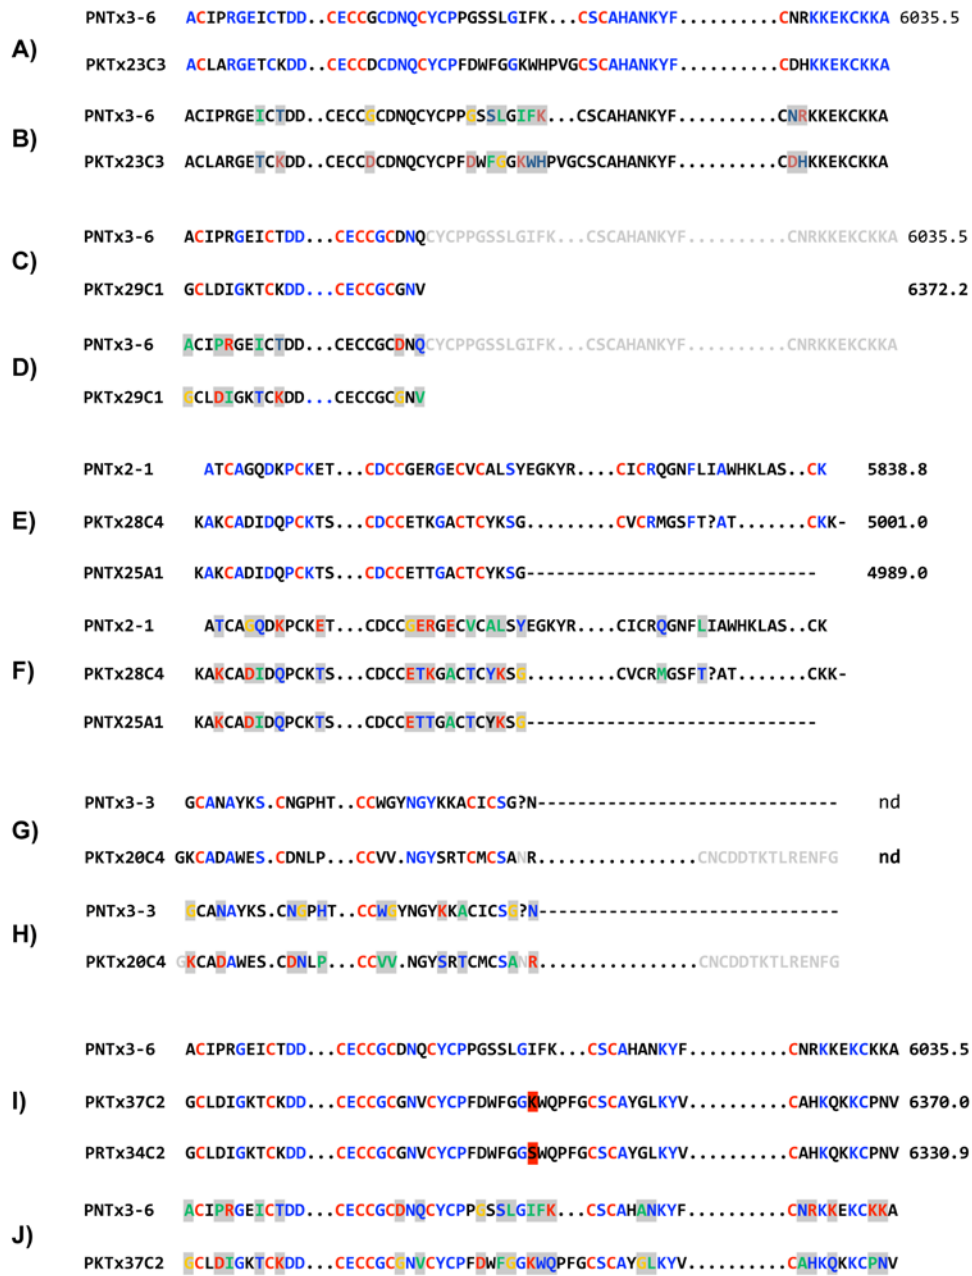 PNTx3-6 ACIPRGEICTDD..CECCGCDNQCYCPPGSSLGIFK...CSCAHANKYF..........CNRKKEKCKKA 6035.5
A)
PKTx23C3 ACLARGETCKDD..CECCDCDNQCYCPFDWFGGKWHPVGCSCAHANKYF..........CDHKKEKCKKA
PNTx3-6 ACIPRGEICTDD..CECCGCDNQCYCPPGSSLGIFK...CSCAHANKYF..........CNRKKEKCKKA
B)
PKTx23C3 ACLARGETCKDD..CECCDCDNQCYCPFDWFGGKWHPVGCSCAHANKYF..........CDHKKEKCKKA
PNTx3-6 ACIPRGEICTDD...CECCGCDNQCYCPPGSSLGIFK...CSCAHANKYF..........CNRKKEKCKKA 6035.5
C)
PKTx29C1 GCLDIGKTCKDD...CECCGCGNV 6372.2
PNTx3-6 ACIPRGEICTDD...CECCGCDNQCYCPPGSSLGIFK...CSCAHANKYF..........CNRKKEKCKKA
D)
PKTx29C1 GCLDIGKTCKDD...CECCGCGNV
PNTx2-1 ATCAGQDKPCKET...CDCCGERGECVCALSYEGKYR....CICRQGNFLIAWHKLAS..CK 5838.8
E)
PKTx28C4 KAKCADIDQPCKTS...CDCCETKGACTCYKSG.........CVCRMGSFT?AT.......CKK- 5001.0
PNTX25A1 KAKCADIDQPCKTS...CDCCETTGACTCYKSG----------------------------- 4989.0
PNTx2-1 ATCAGQDKPCKET...CDCCGERGECVCALSYEGKYR....CICRQGNFLIAWHKLAS..CK
F)
PKTx28C4 KAKCADIDQPCKTS...CDCCETKGACTCYKSG.........CVCRMGSFT?AT.......CKK-
PNTX25A1 KAKCADIDQPCKTS...CDCCETTGACTCYKSG-----------------------------
PNTx3-3 GCANAYKS.CNGPHT..CCWGYNGYKKACICSG?N------------------------------ nd
G)
PKTx20C4 GKCADAWES.CDNLP...CCVV.NGYSRTCMCSANR................CNCDDTKTLRENFG nd
PNTx3-3 GCANAYKS.CNGPHT..CCWGYNGYKKACICSG?N------------------------------
H)
PKTx20C4 GKCADAWES.CDNLP...CCVV.NGYSRTCMCSANR................CNCDDTKTLRENFG
PNTx3-6 ACIPRGEICTDD...CECCGCDNQCYCPPGSSLGIFK...CSCAHANKYF..........CNRKKEKCKKA 6035.5
I)
PKTx37C2 GCLDIGKTCKDD...CECCGCGNVCYCPFDWFGGKWQPFGCSCAYGLKYV..........CAHKQKKCPNV 6370.0
PRTx34C2 GCLDIGKTCKDD...CECCGCGNVCYCPFDWFGGSWQPFGCSCAYGLKYV..........CAHKQKKCPNV 6330.9
PNTx3-6 ACIPRGEICTDD...CECCGCDNQCYCPPGSSLGIFK...CSCAHANKYF..........CNRKKEKCKKA
J)
PKTx37C2 GCLDIGKTCKDD...CECCGCGNVCYCPFDWFGGKWQPFGCSCAYGLKYV..........CAHKQKKCPNV